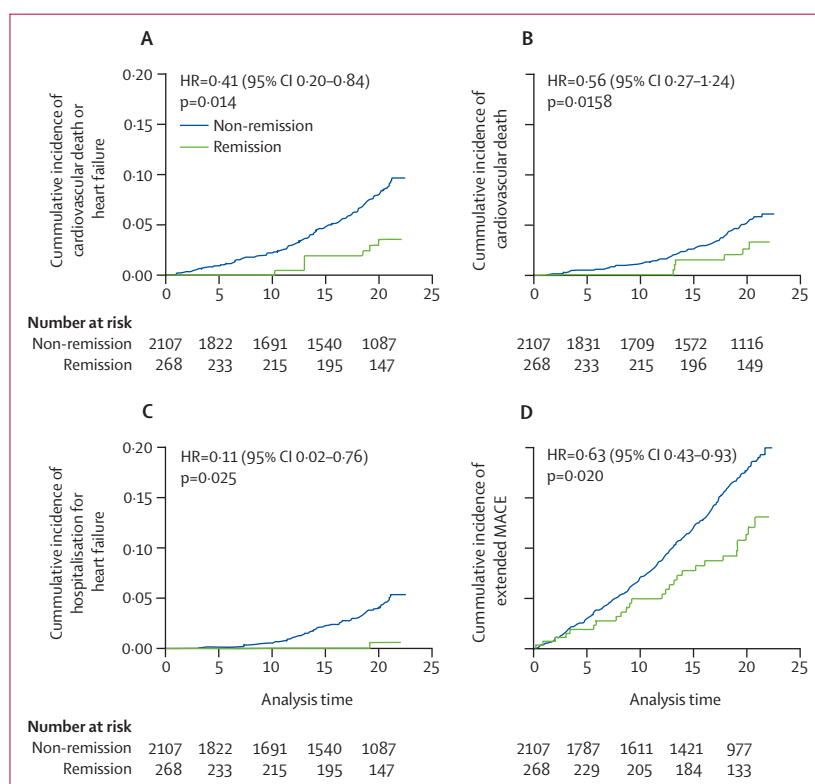 A
Cummulative incidence of
cardiovascular death or
heart failure
0·20
0·15
0·10
0·05
0·00
HR=0·41 (95% CI 0·20–0·84)
p=0·014
Non-remission
Remission
0 5 10 15 20 25
Number at risk
Non-remission 2107 1822 1691 1540 1087
Remission 268 233 215 195 147
B
Cummulative incidence of
cardiovascular death
HR=0·56 (95% CI 0·27–1·24)
p=0·0158
0 5 10 15 20 25
2107 1831 1709 1572 1116
268 233 215 196 149
C
Cummulative incidence of
hospitalisation for
heart failure
0·20
0·15
0·10
0·05
0·00
HR=0·11 (95% CI 0·02–0·76)
p=0·025
0 5 10 15 20 25
Analysis time
Number at risk
Non-remission 2107 1822 1691 1540 1087
Remission 268 233 215 195 147
D
Cummulative incidence of
extended MACE
HR=0·63 (95% CI 0·43–0·93)
p=0·020
0 5 10 15 20 25
Analysis time
2107 1787 1611 1421 977
268 229 205 184 133